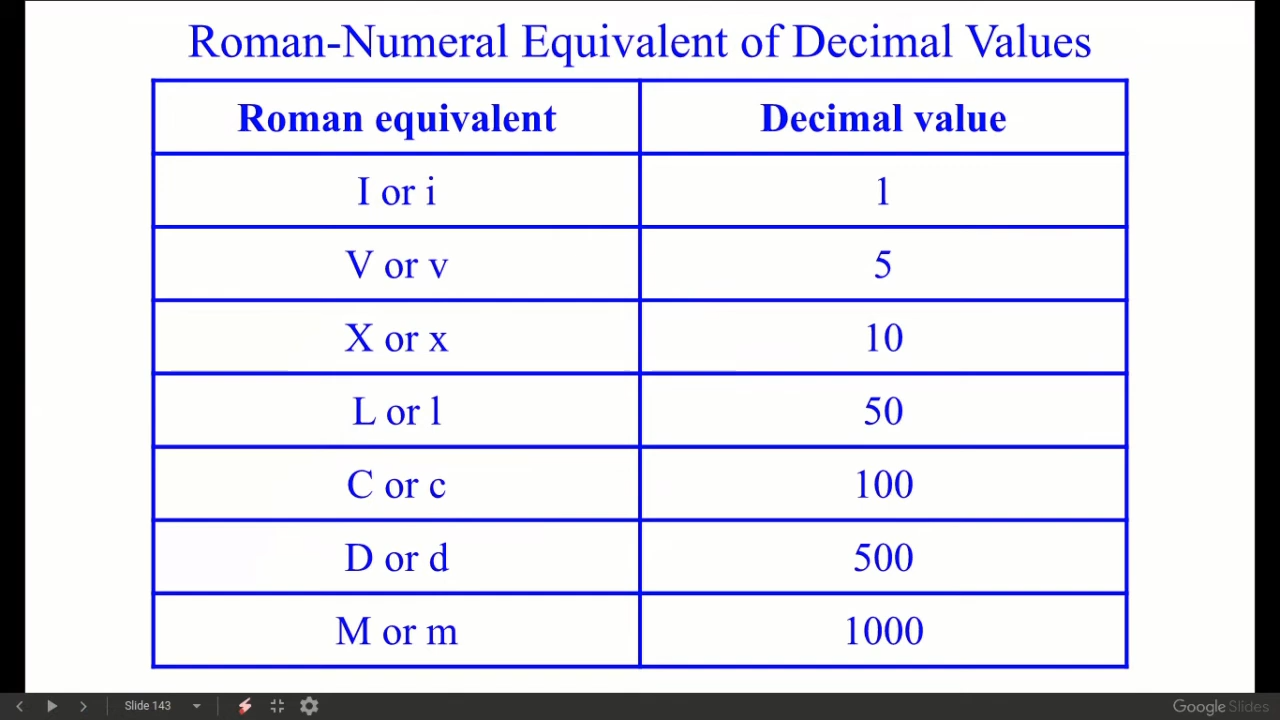 Roman-Numeral Equivalent of Decimal Values
Roman equivalent Decimal value
I or i 1
V or v 5
X or x 10
L or l 50
C or c 100
D or d 500
M or m 1000
Slide 143 Google Slides